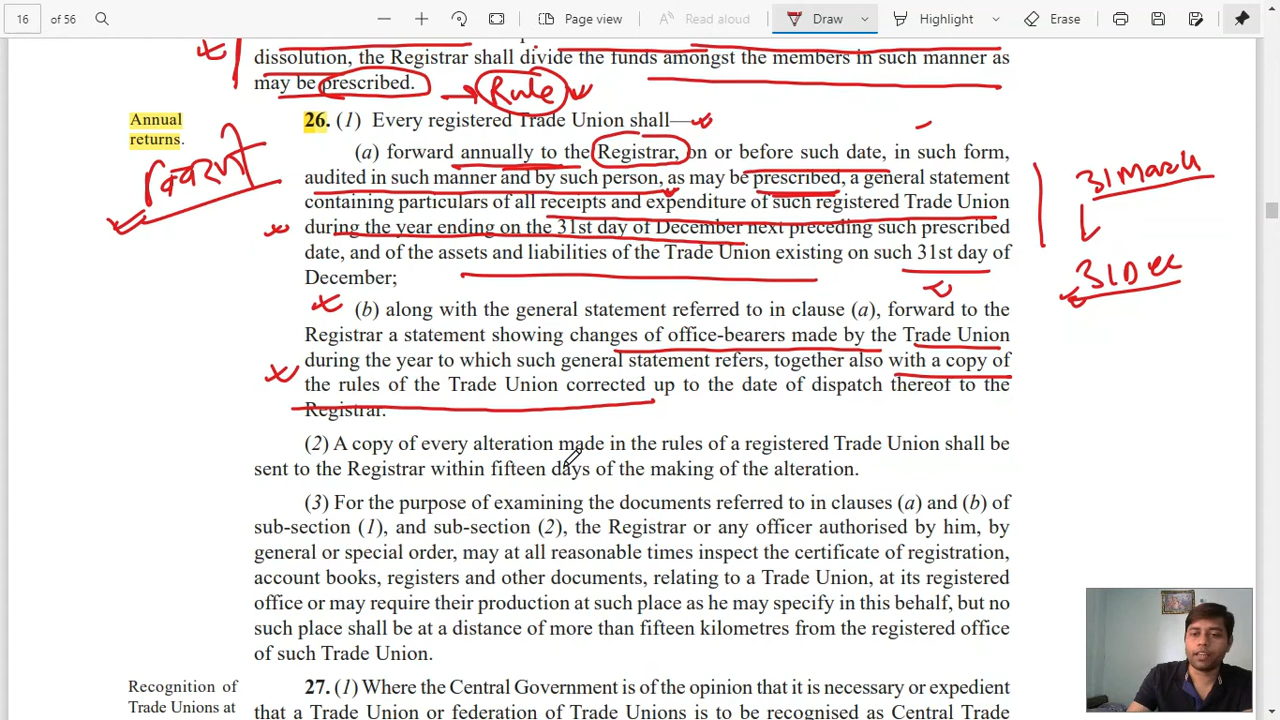 16 of 56
Page view
Read aloud
Draw
Highlight
Erase
dissolution, the Registrar shall divide the funds amongst the members in such manner as
may be prescribed.
Rule
Annual
returns.
26. (1) Every registered Trade Union shall—
(a) forward annually to the Registrar, on or before such date, in such form,
audited in such manner and by such person, as may be prescribed, a general statement
containing particulars of all receipts and expenditure of such registered Trade Union
during the year ending on the 31st day of December next preceding such prescribed
date, and of the assets and liabilities of the Trade Union existing on such 31st day of
December;
31 March
31 Dec
(b) along with the general statement referred to in clause (a), forward to the
Registrar a statement showing changes of office-bearers made by the Trade Union
during the year to which such general statement refers, together also with a copy of
the rules of the Trade Union corrected up to the date of dispatch thereof to the
Registrar.
(2) A copy of every alteration made in the rules of a registered Trade Union shall be
sent to the Registrar within fifteen days of the making of the alteration.
(3) For the purpose of examining the documents referred to in clauses (a) and (b) of
sub-section (1), and sub-section (2), the Registrar or any officer authorised by him, by
general or special order, may at all reasonable times inspect the certificate of registration,
account books, registers and other documents, relating to a Trade Union, at its registered
office or may require their production at such place as he may specify in this behalf, but no
such place shall be at a distance of more than fifteen kilometres from the registered office
of such Trade Union.
Recognition of
Trade Unions at
27. (1) Where the Central Government is of the opinion that it is necessary or expedient
that a Trade Union or federation of Trade Unions is to be recognised as Central Trade